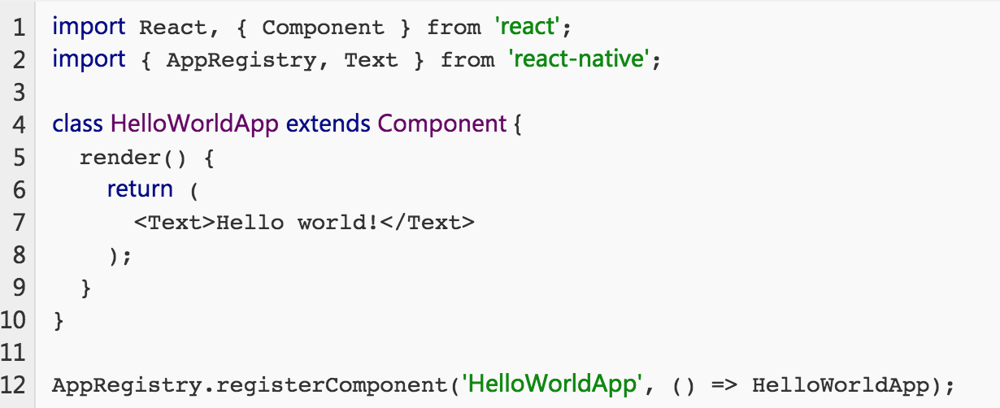 1 import React, { Component } from 'react';
2 import { AppRegistry, Text } from 'react-native';
3
4 class HelloWorldApp extends Component {
5   render() {
6     return (
7       <Text>Hello world!</Text>
8     );
9   }
10 }
11
12 AppRegistry.registerComponent('HelloWorldApp', () => HelloWorldApp);